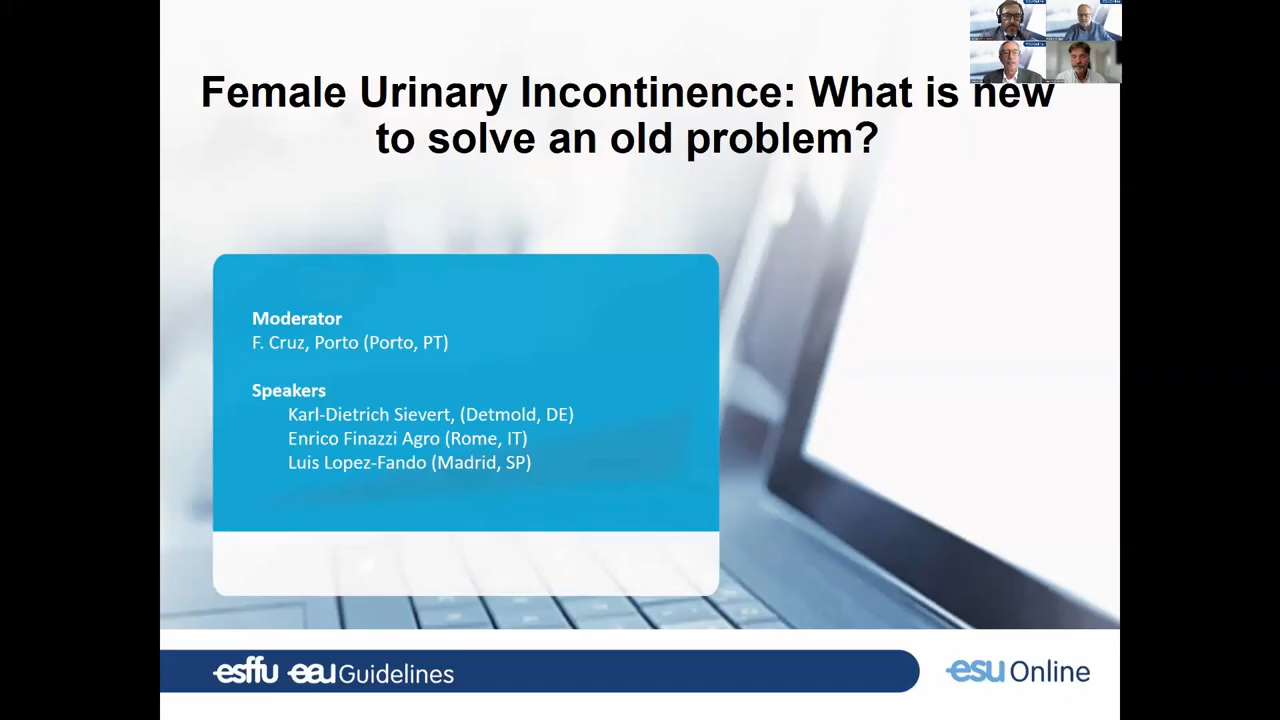 Female Urinary Incontinence: What is new
to solve an old problem?
Moderator
F. Cruz, Porto (Porto, PT)
Speakers
Karl-Dietrich Sievert, (Detmold, DE)
Enrico Finazzi Agro (Rome, IT)
Luis Lopez-Fando (Madrid, SP)
esffu eau Guidelines
esu Online